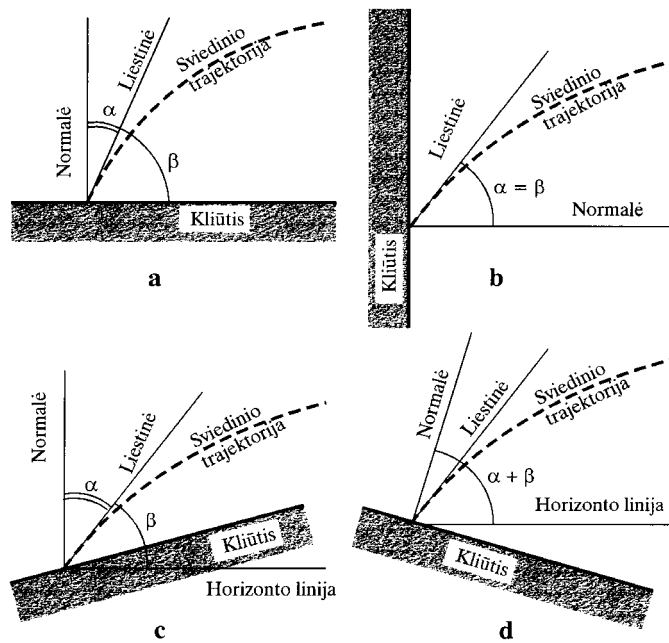 Normalė
α
Liestinė
Sviedinio
trajektorija
β
Kliūtis
a
Kliūtis
Liestinė
Sviedinio
trajektorija
α = β
Normalė
b
Normalė
α
Liestinė
Sviedinio
trajektorija
β
Kliūtis
Horizonto linija
c
Normalė
Liestinė
Sviedinio
trajektorija
α + β
Horizonto linija
Kliūtis
d